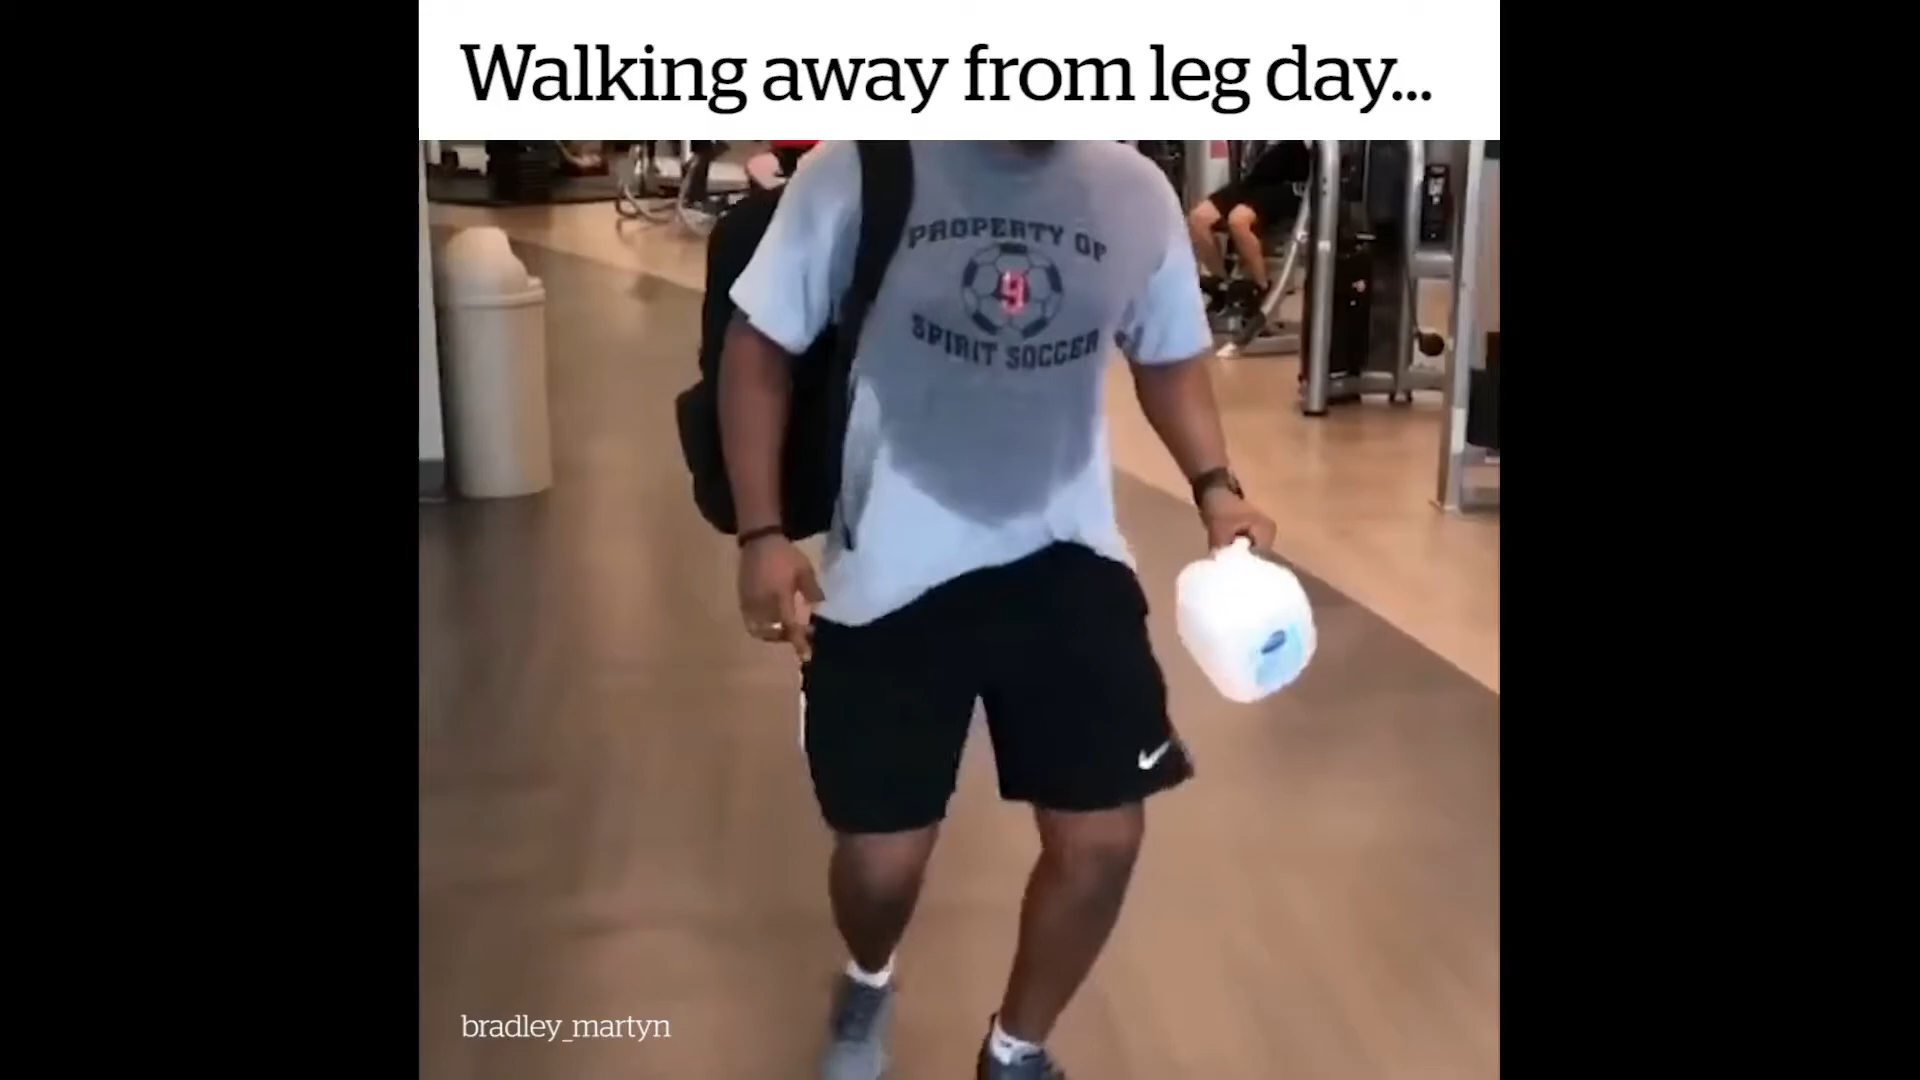 Walking away from leg day...
PROPERTY OF
9
SPIRIT SOCCER
bradley_martyn